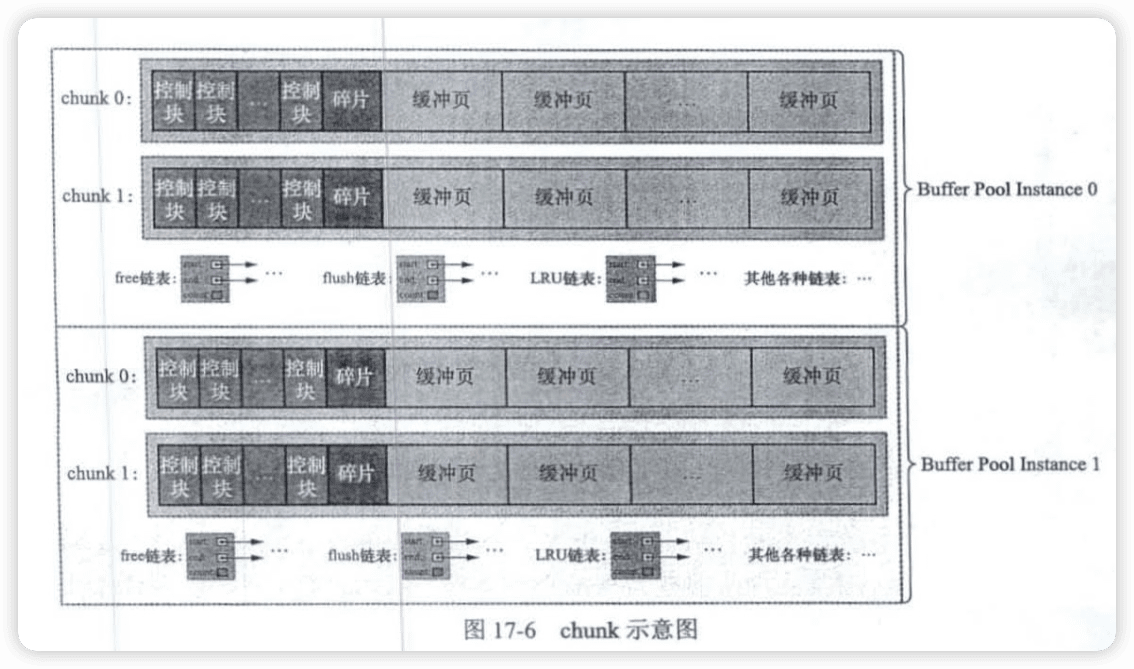 chunk 0: 控制块 控制块 … 控制块 碎片 缓冲页 缓冲页 … 缓冲页
chunk 1: 控制块 控制块 … 控制块 碎片 缓冲页 缓冲页 … 缓冲页
Buffer Pool Instance 0
free链表: start: end: count: … flush链表: start: end: count: … LRU链表: start: end: count: … 其他各种链表: …
chunk 0: 控制块 控制块 … 控制块 碎片 缓冲页 缓冲页 … 缓冲页
chunk 1: 控制块 控制块 … 控制块 碎片 缓冲页 缓冲页 … 缓冲页
Buffer Pool Instance 1
free链表: start: end: count: … flush链表: start: end: count: … LRU链表: start: end: count: … 其他各种链表: …
图 17-6 chunk 示意图